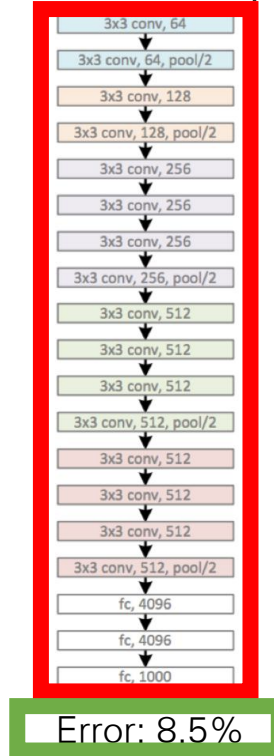 3x3 conv, 64
3x3 conv, 64, pool/2
3x3 conv, 128
3x3 conv, 128, pool/2
3x3 conv, 256
3x3 conv, 256
3x3 conv, 256
3x3 conv, 256, pool/2
3x3 conv, 512
3x3 conv, 512
3x3 conv, 512
3x3 conv, 512, pool/2
3x3 conv, 512
3x3 conv, 512
3x3 conv, 512
3x3 conv, 512, pool/2
fc, 4096
fc, 4096
fc, 1000
Error: 8.5%